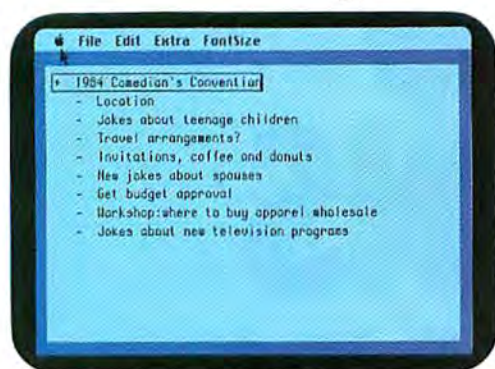 File Edit Extra FontSize
+ 1984 Comedian's Convention
- Location
- Jokes about teenage children
- Travel arrangements?
- Invitations, coffee and donuts
- New jokes about spouses
- Get budget approval
- Workshop:where to buy apparel wholesale
- Jokes about new television programs